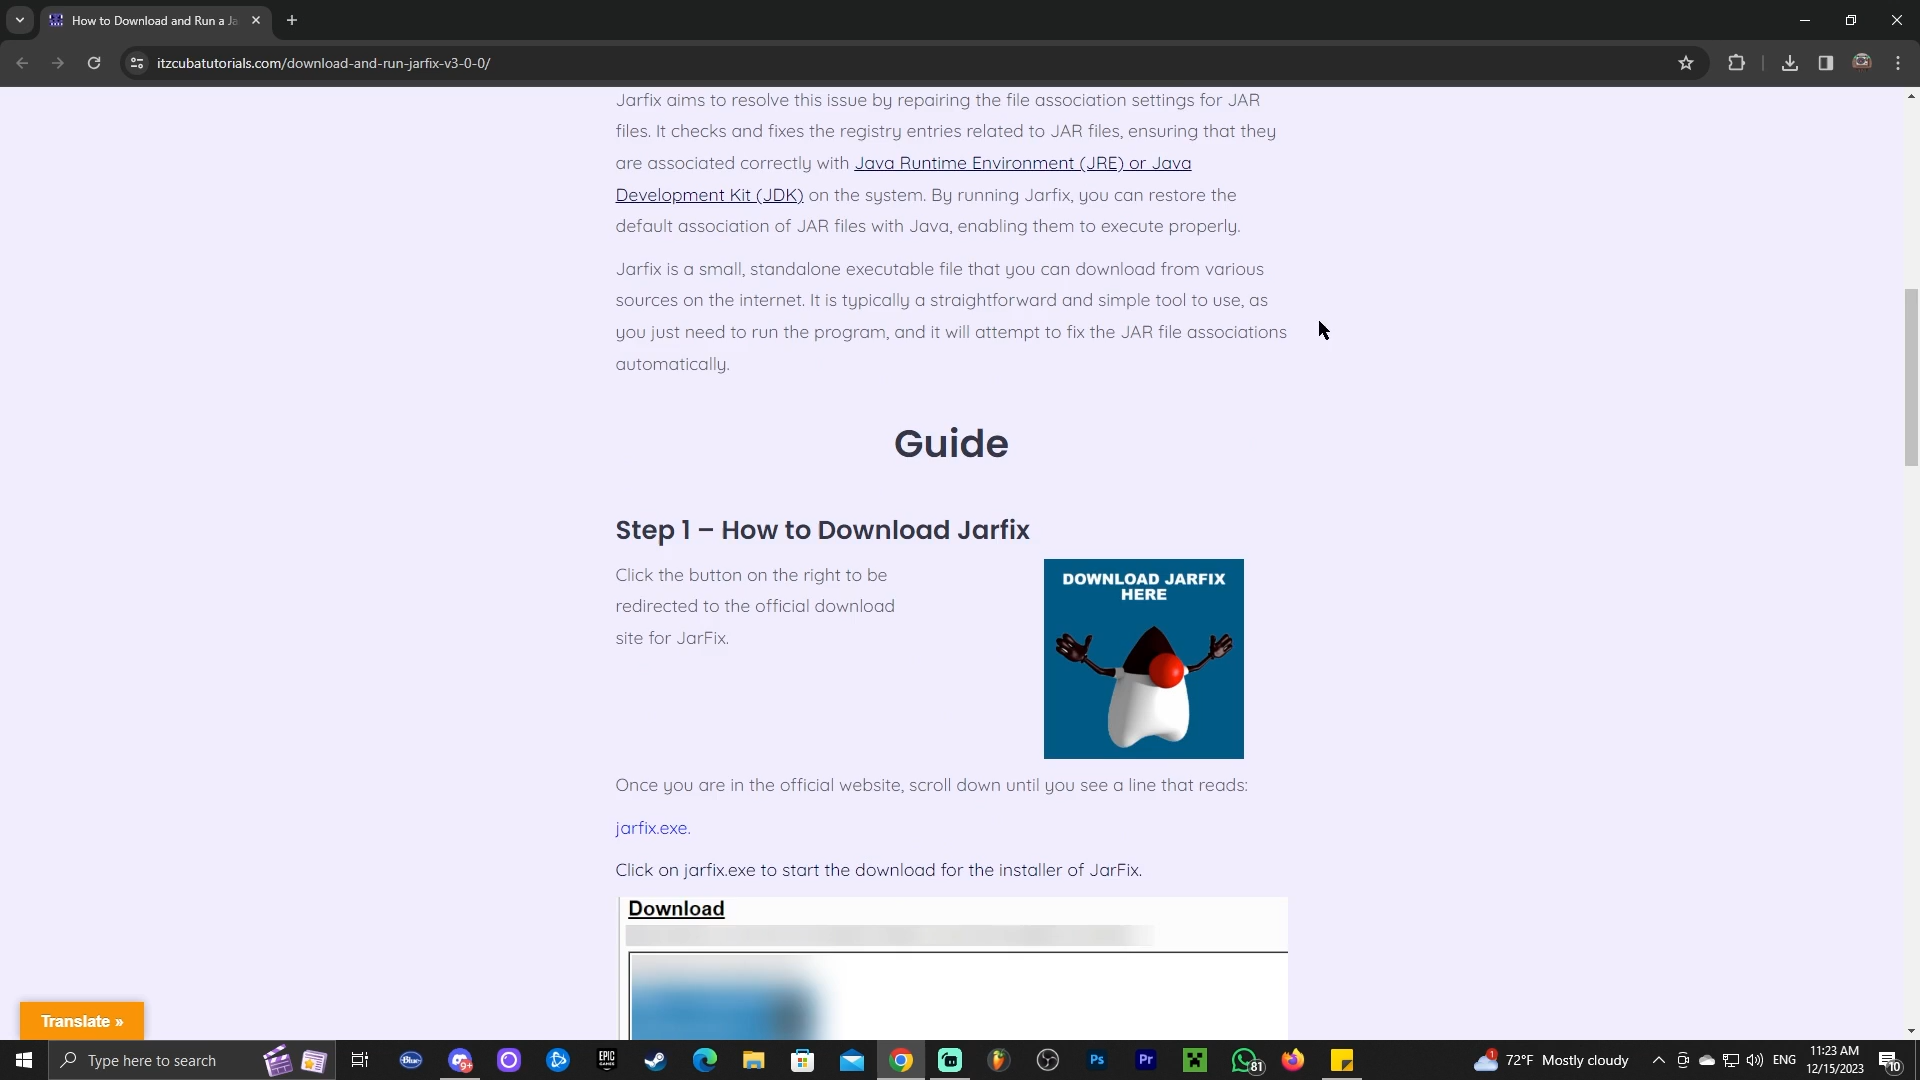 How to Download and Run a Ja
itzcubatutorials.com/download-and-run-jarfix-v3-0-0/
Jarfix aims to resolve this issue by repairing the file association settings for JAR
files. It checks and fixes the registry entries related to JAR files, ensuring that they
are associated correctly with Java Runtime Environment (JRE) or Java
Development Kit (JDK) on the system. By running Jarfix, you can restore the
default association of JAR files with Java, enabling them to execute properly.
Jarfix is a small, standalone executable file that you can download from various
sources on the internet. It is typically a straightforward and simple tool to use, as
you just need to run the program, and it will attempt to fix the JAR file associations
automatically.
Guide
Step 1 – How to Download Jarfix
Click the button on the right to be
redirected to the official download
site for JarFix.
DOWNLOAD JARFIX
HERE
Once you are in the official website, scroll down until you see a line that reads:
jarfix.exe.
Click on jarfix.exe to start the download for the installer of JarFix.
Download
Translate »
Type here to search
Blue
9+
EPIC
GAMES
Ps
Pr
81
1
72°F Mostly cloudy
ENG
11:23 AM
12/15/2023
10